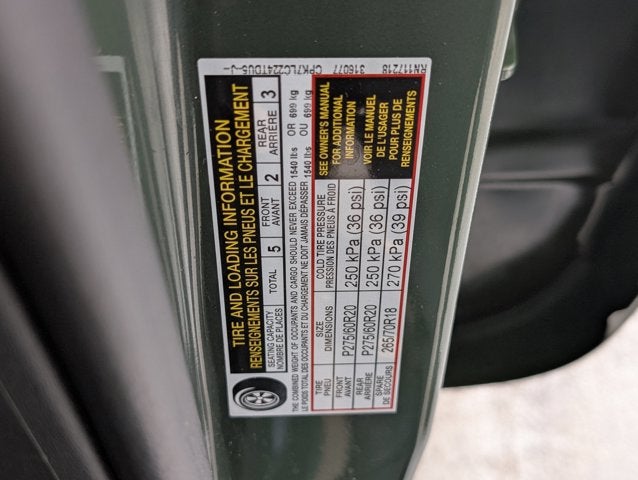 TIRE AND LOADING INFORMATION
RENSEIGNEMENTS SUR LES PNEUS ET LE CHARGEMENT
SEATING CAPACITY
NOMBRE DE PLACES
TOTAL 5 FRONT AVANT 2 REAR ARRIÈRE 3
THE COMBINED WEIGHT OF OCCUPANTS AND CARGO SHOULD NEVER EXCEED 1540 lbs OR 699 kg
LE POIDS TOTAL DES OCCUPANTS ET DU CHARGEMENT NE DOIT JAMAIS DÉPASSER 1540 lbs OU 699 kg
TIRE PNEU SIZE DIMENSIONS COLD TIRE PRESSURE PRESSION DES PNEUS À FROID
FRONT AVANT P275/60R20 250 kPa (36 psi)
REAR ARRIÈRE P275/60R20 250 kPa (36 psi)
SPARE DE SECOURS 265/70R18 270 kPa (39 psi)
SEE OWNER'S MANUAL
FOR ADDITIONAL
INFORMATION
VOIR LE MANUEL
DE L'USAGER
POUR PLUS DE
RENSEIGNEMENTS
CPK7LC224TDU5-J- 316077 RN117218